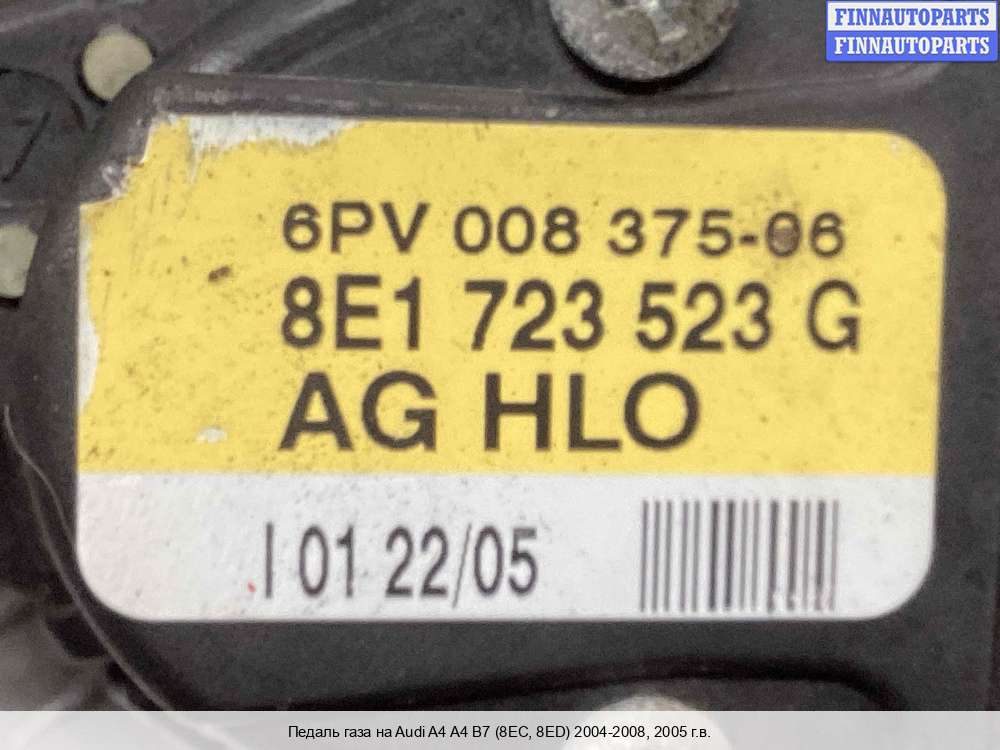 FINNAUTOPARTS
FINNAUTOPARTS
6PV 008 375-06
8E1 723 523 G
AG HLO
I 01 22/05
Педаль газа на Audi A4 A4 B7 (8EC, 8ED) 2004-2008, 2005 г.в.